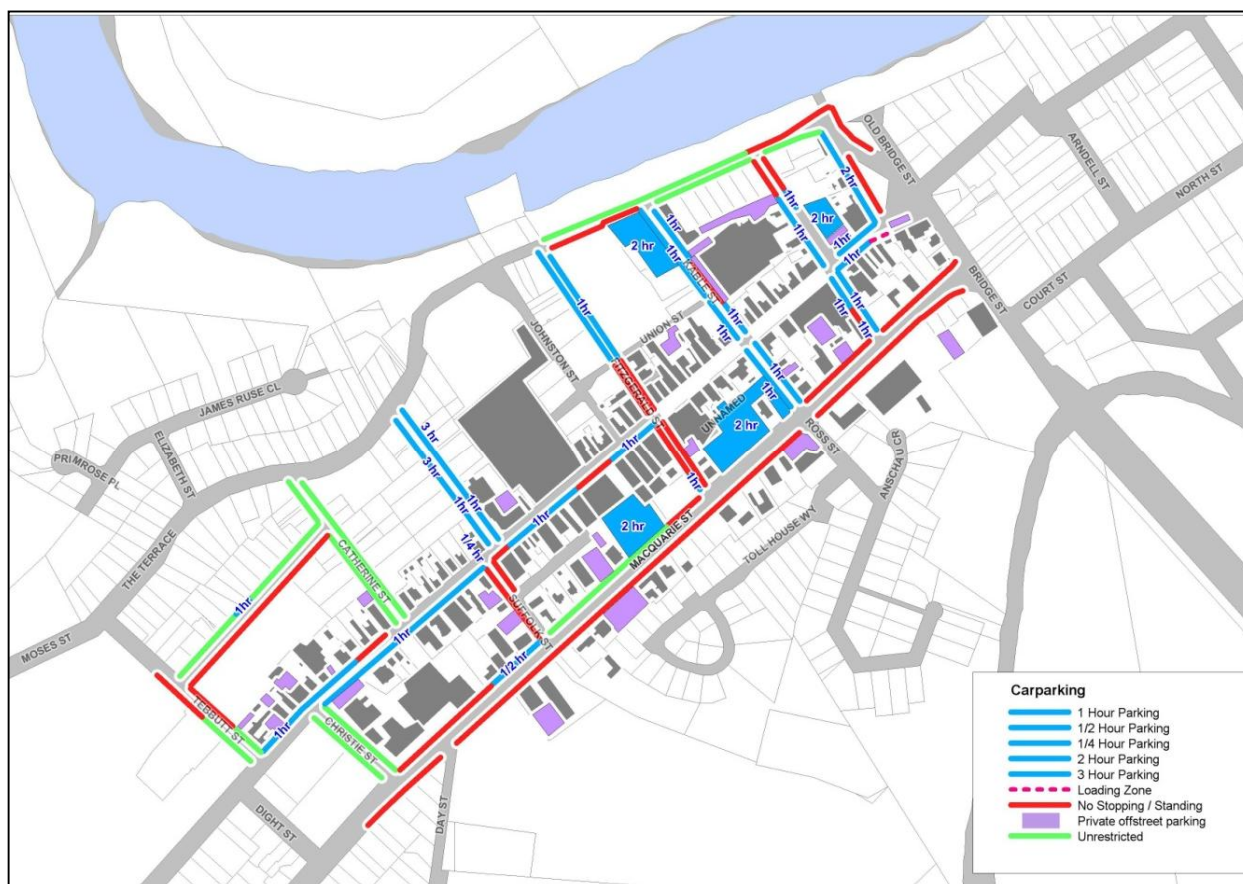 OLD BRIDGE ST
ARNDELL ST
NORTH ST
2 hr
1hr
1hr
2 hr
1hr
1hr
1hr
1hr
2 hr
1hr
KABLE ST
BRIDGE ST
COURT ST
1hr
1hr
1hr
1hr
1hr
JOHNSTON ST
UNION ST
1hr
1hr
JAMES RUSE CL
FITZGERALD ST
UNNAMED
2 hr
ROSS ST
ANSCHAU CR
PRIMROSE PL
ELIZABETH ST
3 hr
3 hr
1hr
1hr
1hr
1hr
1hr
2 hr
MACQUARIE ST
TOLL HOUSE WY
THE TERRACE
CATHERINE ST
1/4 hr
1hr
SUFFOLK ST
MOSES ST
1hr
1/2 hr
TEBBUTT ST
1hr
CHRISTIE ST
DIGHT ST
DAY ST
Carparking
1 Hour Parking
1/2 Hour Parking
1/4 Hour Parking
2 Hour Parking
3 Hour Parking
Loading Zone
No Stopping / Standing
Private offstreet parking
Unrestricted